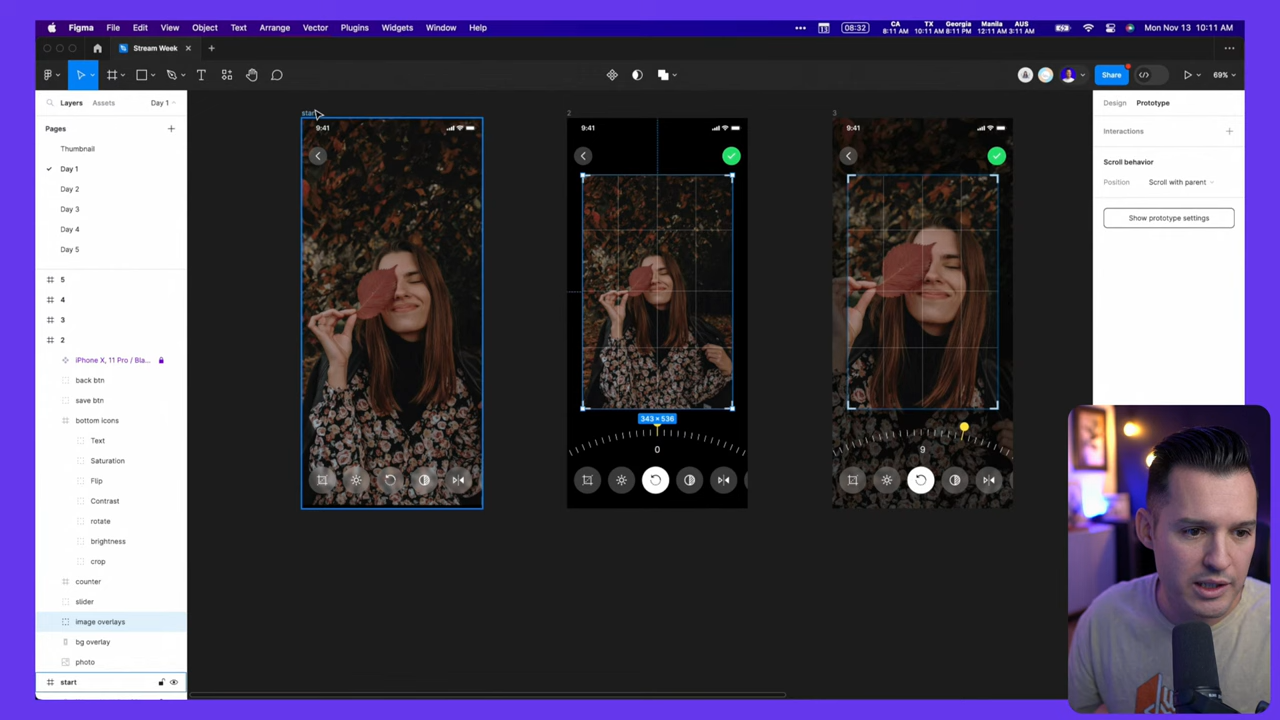 Figma File Edit View Object Text Arrange Vector Plugins Widgets Window Help
08:32
CA TX Georgia Manila AUS
8:11 AM 10:11 AM 8:11 PM 12:11 AM 3:11 AM
Mon Nov 13 10:11 AM
Stream Week
Share
69%
Layers Assets Day 1
Pages
Thumbnail
Day 1
Day 2
Day 3
Day 4
Day 5
5
4
3
2
iPhone X, 11 Pro / Bla...
back btn
save btn
bottom icons
Text
Saturation
Flip
Contrast
rotate
brightness
crop
counter
slider
image overlays
bg overlay
photo
start
2
3
9:41
9:41
9:41
343 × 536
0
9
Design Prototype
Interactions
Scroll behavior
Position Scroll with parent
Show prototype settings